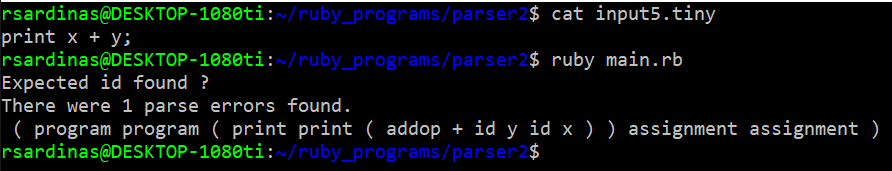 rsardinas@DESKTOP-1080ti:~/ruby_programs/parser2$ cat input5.tiny
print x + y;
rsardinas@DESKTOP-1080ti:~/ruby_programs/parser2$ ruby main.rb
Expected id found ?
There were 1 parse errors found.
 ( program program ( print print ( addop + id y id x ) ) assignment assignment )
rsardinas@DESKTOP-1080ti:~/ruby_programs/parser2$